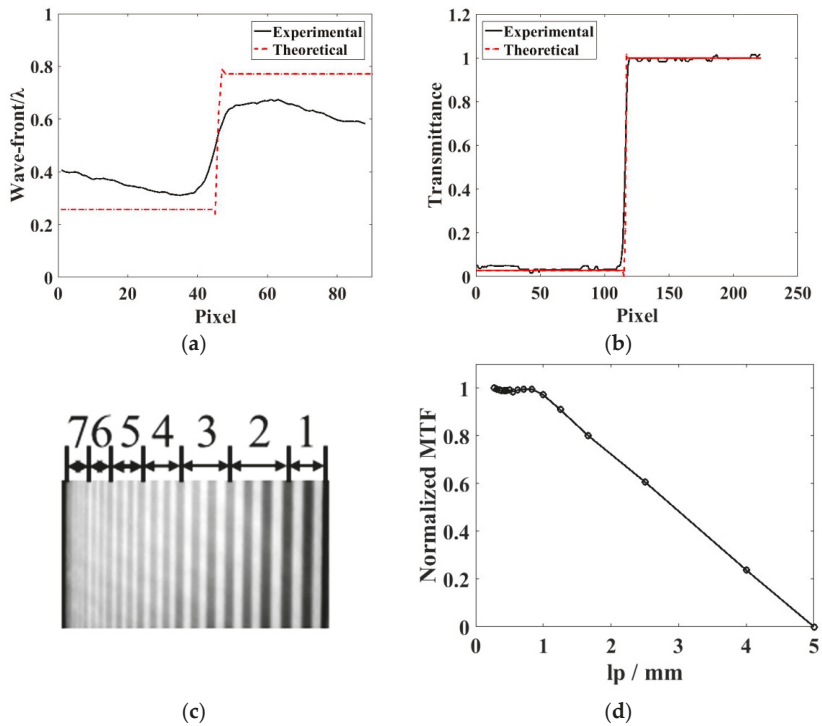 Experimental
Theoretical
1
0.8
0.6
0.4
0.2
0
Wave-front/λ
0 20 40 60 80
Pixel
(a)
Experimental
Theoretical
1.2
1
0.8
0.6
0.4
0.2
0
Transmittance
0 50 100 150 200 250
Pixel
(b)
7 6 5 4 3 2 1
(c)
1
0.8
0.6
0.4
0.2
0
Normalized MTF
0 1 2 3 4 5
lp / mm
(d)